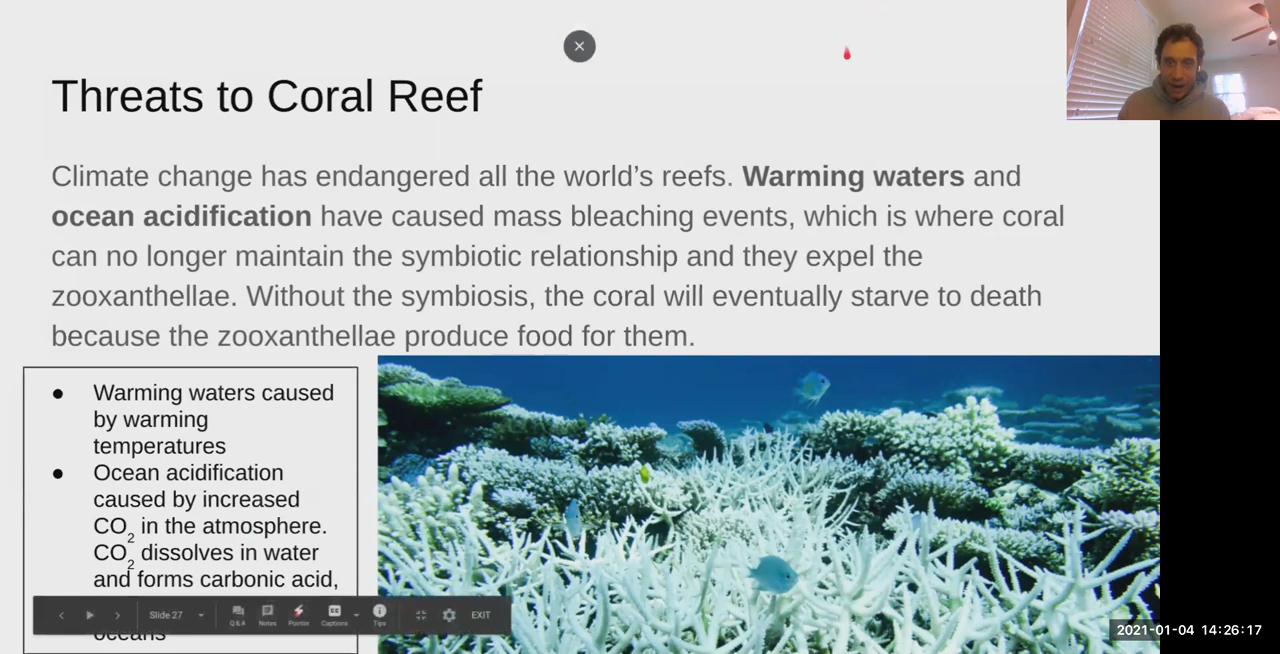 Threats to Coral Reef
Climate change has endangered all the world’s reefs. Warming waters and
ocean acidification have caused mass bleaching events, which is where coral
can no longer maintain the symbiotic relationship and they expel the
zooxanthellae. Without the symbiosis, the coral will eventually starve to death
because the zooxanthellae produce food for them.
● Warming waters caused
by warming
temperatures
● Ocean acidification
caused by increased
CO2 in the atmosphere.
CO2 dissolves in water
and forms carbonic acid,
oceans
Slide 27
Q&A Notes Pointer Captions Tips EXIT
2021-01-04 14:26:17